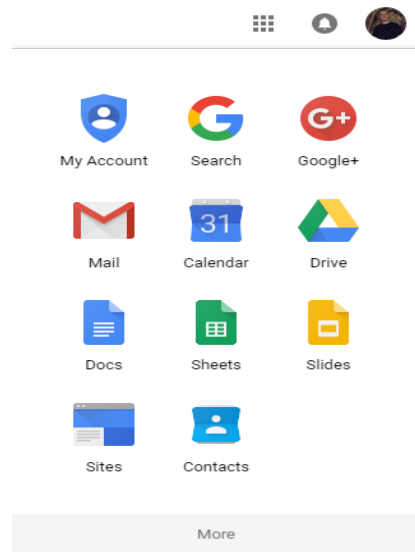 My Account Search Google+
G+
31
Mail Calendar Drive
Docs Sheets Slides
Sites Contacts
More